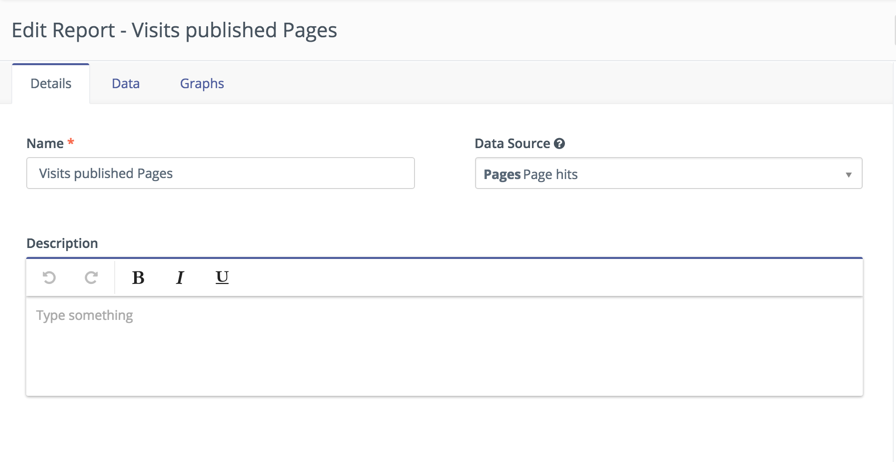 Edit Report - Visits published Pages
Details Data Graphs
Name * Data Source ?
Visits published Pages Pages Page hits
Description
B I U
Type something